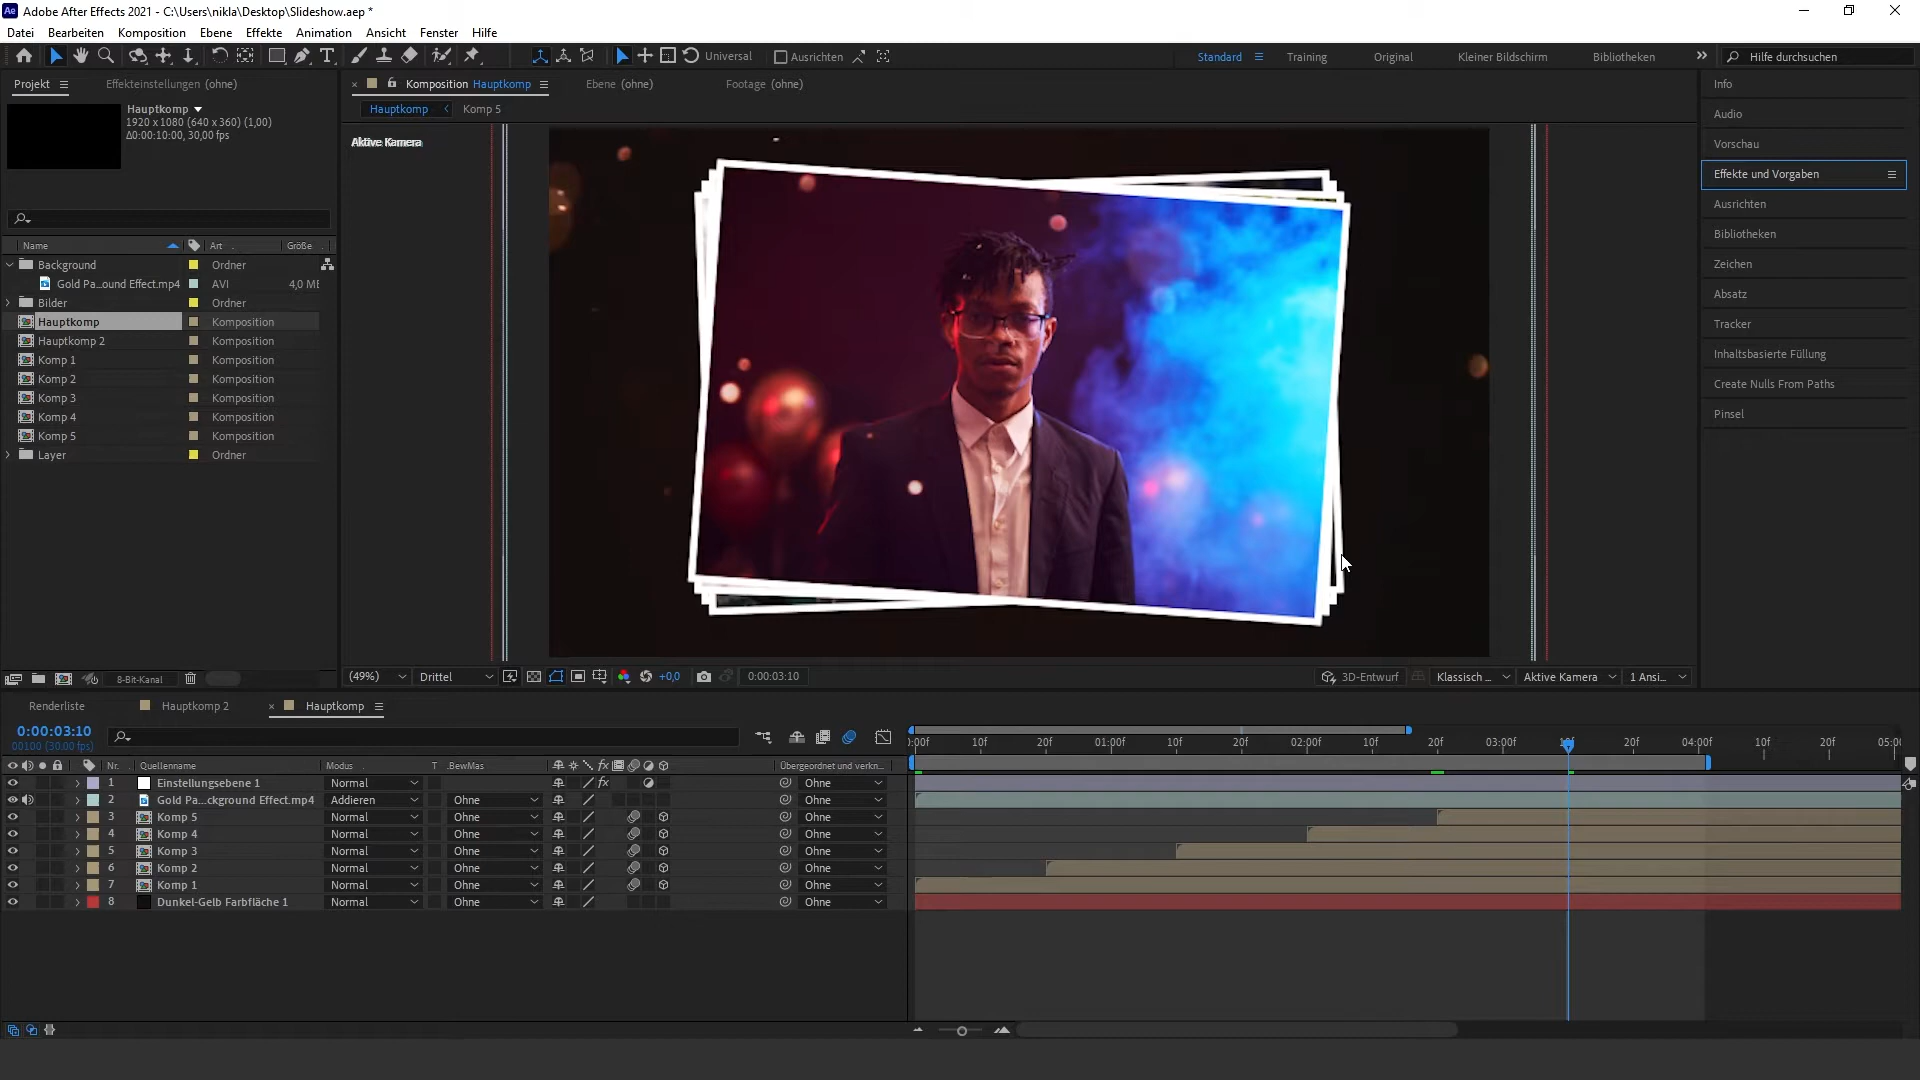 Adobe After Effects 2021 - C:\Users\nikla\Desktop\Slideshow.aep *
Datei Bearbeiten Komposition Ebene Effekte Animation Ansicht Fenster Hilfe
Universal Ausrichten Standard Training Original Kleiner Bildschirm Bibliotheken Hilfe durchsuchen
Projekt Effekteinstellungen (ohne) Komposition Hauptkomp Ebene (ohne) Footage (ohne) Info
Hauptkomp
1920 x 1080 (640 x 360) (1,00)
Δ0:00:10:00, 30,00 fps
Hauptkomp Komp 5
Aktive Kamera
Audio
Vorschau
Effekte und Vorgaben
Ausrichten
Bibliotheken
Zeichen
Absatz
Tracker
Inhaltsbasierte Füllung
Create Nulls From Paths
Pinsel
Name Art Größe
Background Ordner
Gold Pa...ound Effect.mp4 AVI 4,0 ME
Bilder Ordner
Hauptkomp Komposition
Hauptkomp 2 Komposition
Komp 1 Komposition
Komp 2 Komposition
Komp 3 Komposition
Komp 4 Komposition
Komp 5 Komposition
Layer Ordner
8-Bit-Kanal
(49%) Drittel +0,0 0:00:03:10 3D-Entwurf Klassisch ... Aktive Kamera 1 Ansi...
Renderliste Hauptkomp 2 Hauptkomp
0:00:03:10
00100 (30.00 fps)
):00f 10f 20f 01:00f 10f 20f 02:00f 10f 20f 03:00f 10f 20f 04:00f 10f 20f 05:00
Nr. Quellenname Modus T .BewMas Übergeordnet und verkn...
1 Einstellungsebene 1 Normal Ohne
2 Gold Pa...ckground Effect.mp4 Addieren Ohne Ohne
3 Komp 5 Normal Ohne Ohne
4 Komp 4 Normal Ohne Ohne
5 Komp 3 Normal Ohne Ohne
6 Komp 2 Normal Ohne Ohne
7 Komp 1 Normal Ohne Ohne
8 Dunkel-Gelb Farbfläche 1 Normal Ohne Ohne